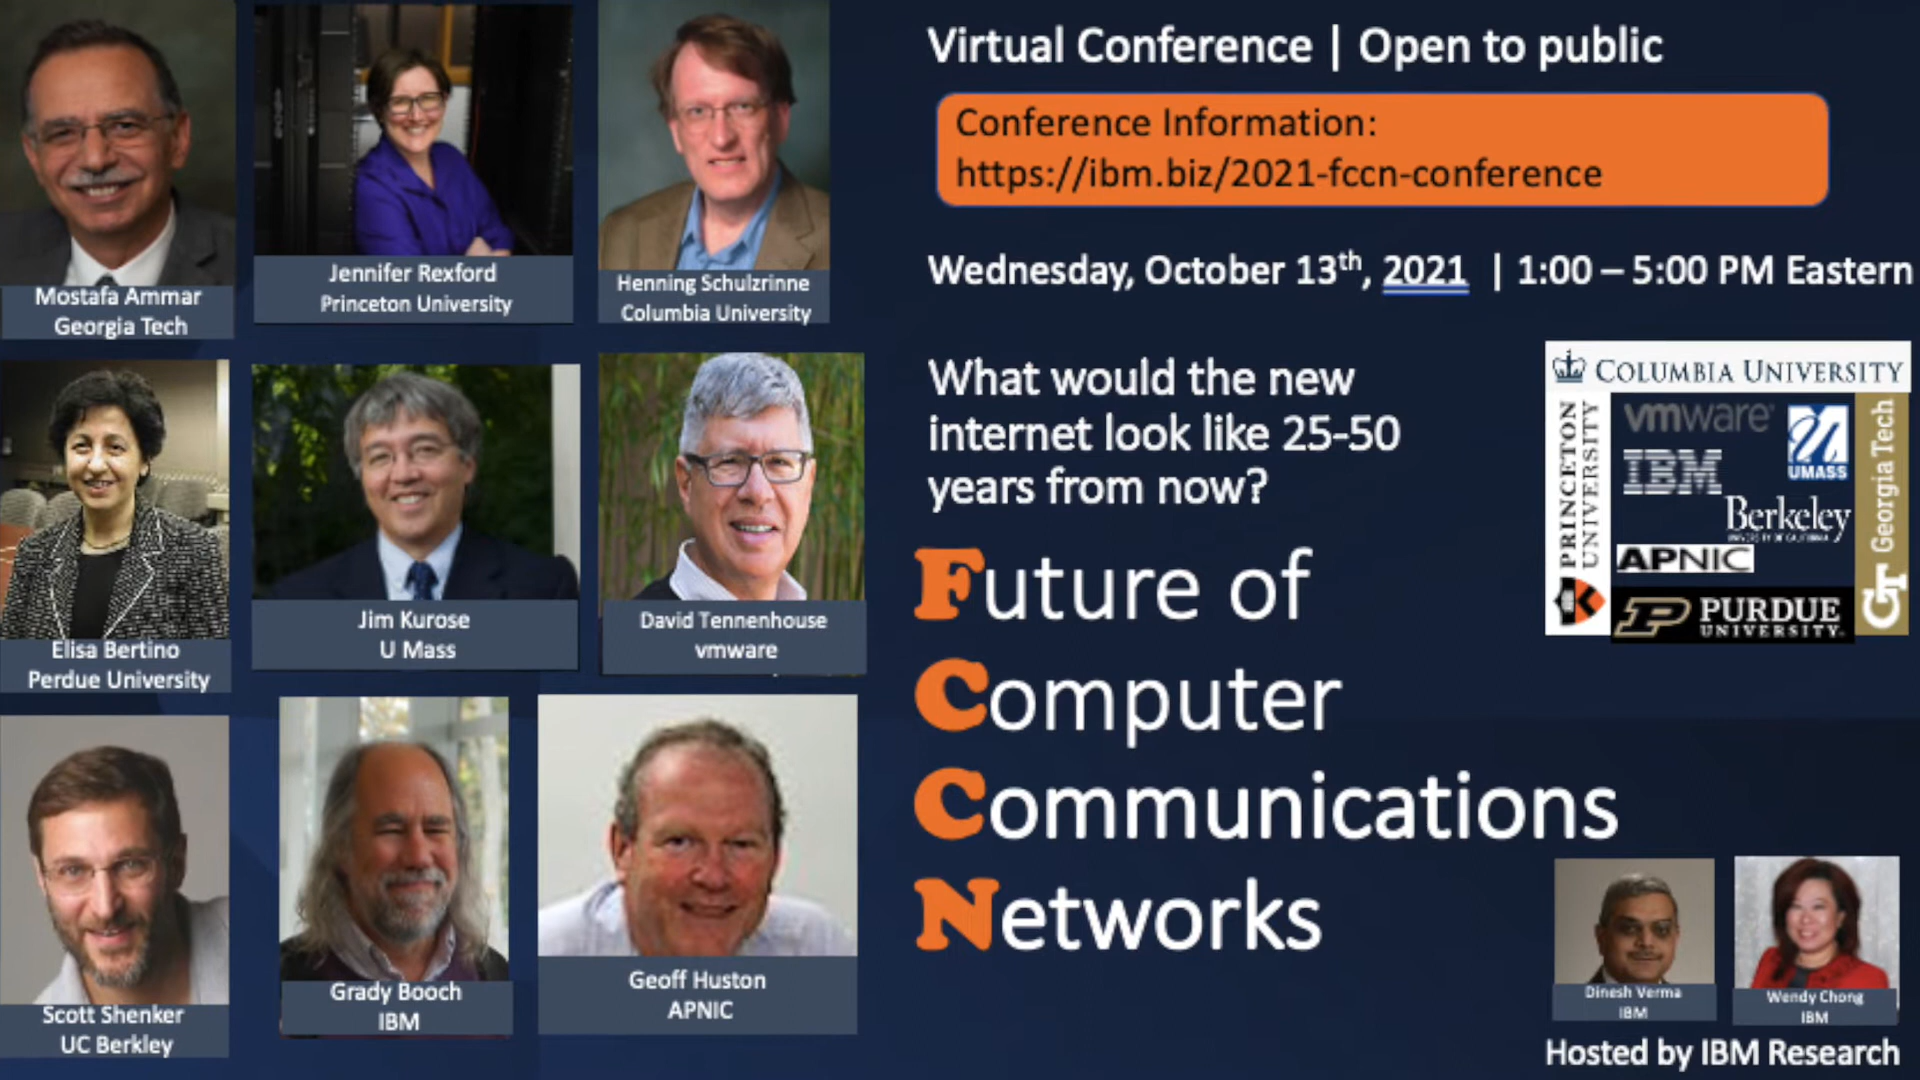 Mostafa Ammar
Georgia Tech
Jennifer Rexford
Princeton University
Henning Schulzrinne
Columbia University
Elisa Bertino
Perdue University
Jim Kurose
U Mass
David Tennenhouse
vmware
Scott Shenker
UC Berkley
Grady Booch
IBM
Geoff Huston
APNIC
Virtual Conference | Open to public
Conference Information:
https://ibm.biz/2021-fccn-conference
Wednesday, October 13th, 2021 | 1:00 – 5:00 PM Eastern
What would the new
internet look like 25-50
years from now?
Future of
Computer
Communications
Networks
COLUMBIA UNIVERSITY
PRINCETON
UNIVERSITY
vmware
UMASS
IBM
Berkeley
UNIVERSITY OF CALIFORNIA
APNIC
PURDUE
UNIVERSITY
Georgia Tech
Dinesh Verma
IBM
Wendy Chong
IBM
Hosted by IBM Research